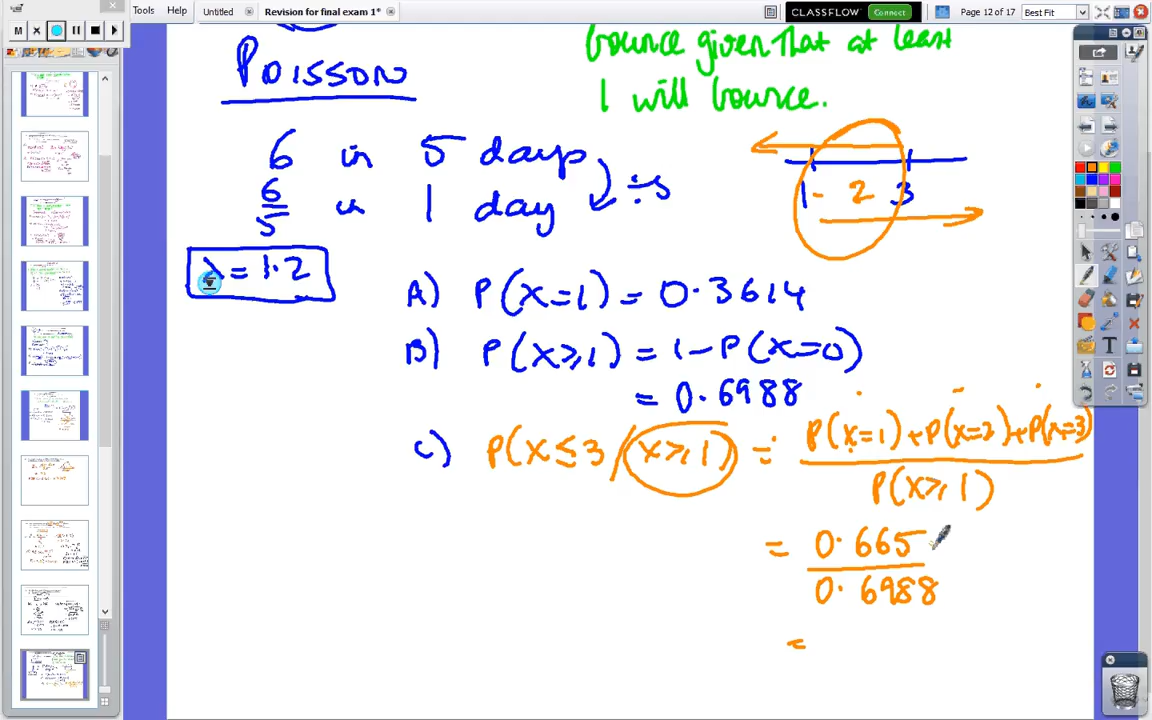 Tools Help Untitled Revision for final exam 1* CLASSFLOW Connect Page 12 of 17 Best Fit
bounce given that at least
1 will bounce.
POISSON
6 in 5 days
6/5 in 1 day ÷5
1 2 3
λ = 1.2
A) P(x=1) = 0.3614
B) P(x≥1) = 1-P(x=0)
= 0.6988
C) P(x≤3/x≥1) = P(x=1)+P(x=2)+P(x=3)
P(x≥1)
= 0.665
0.6988
=